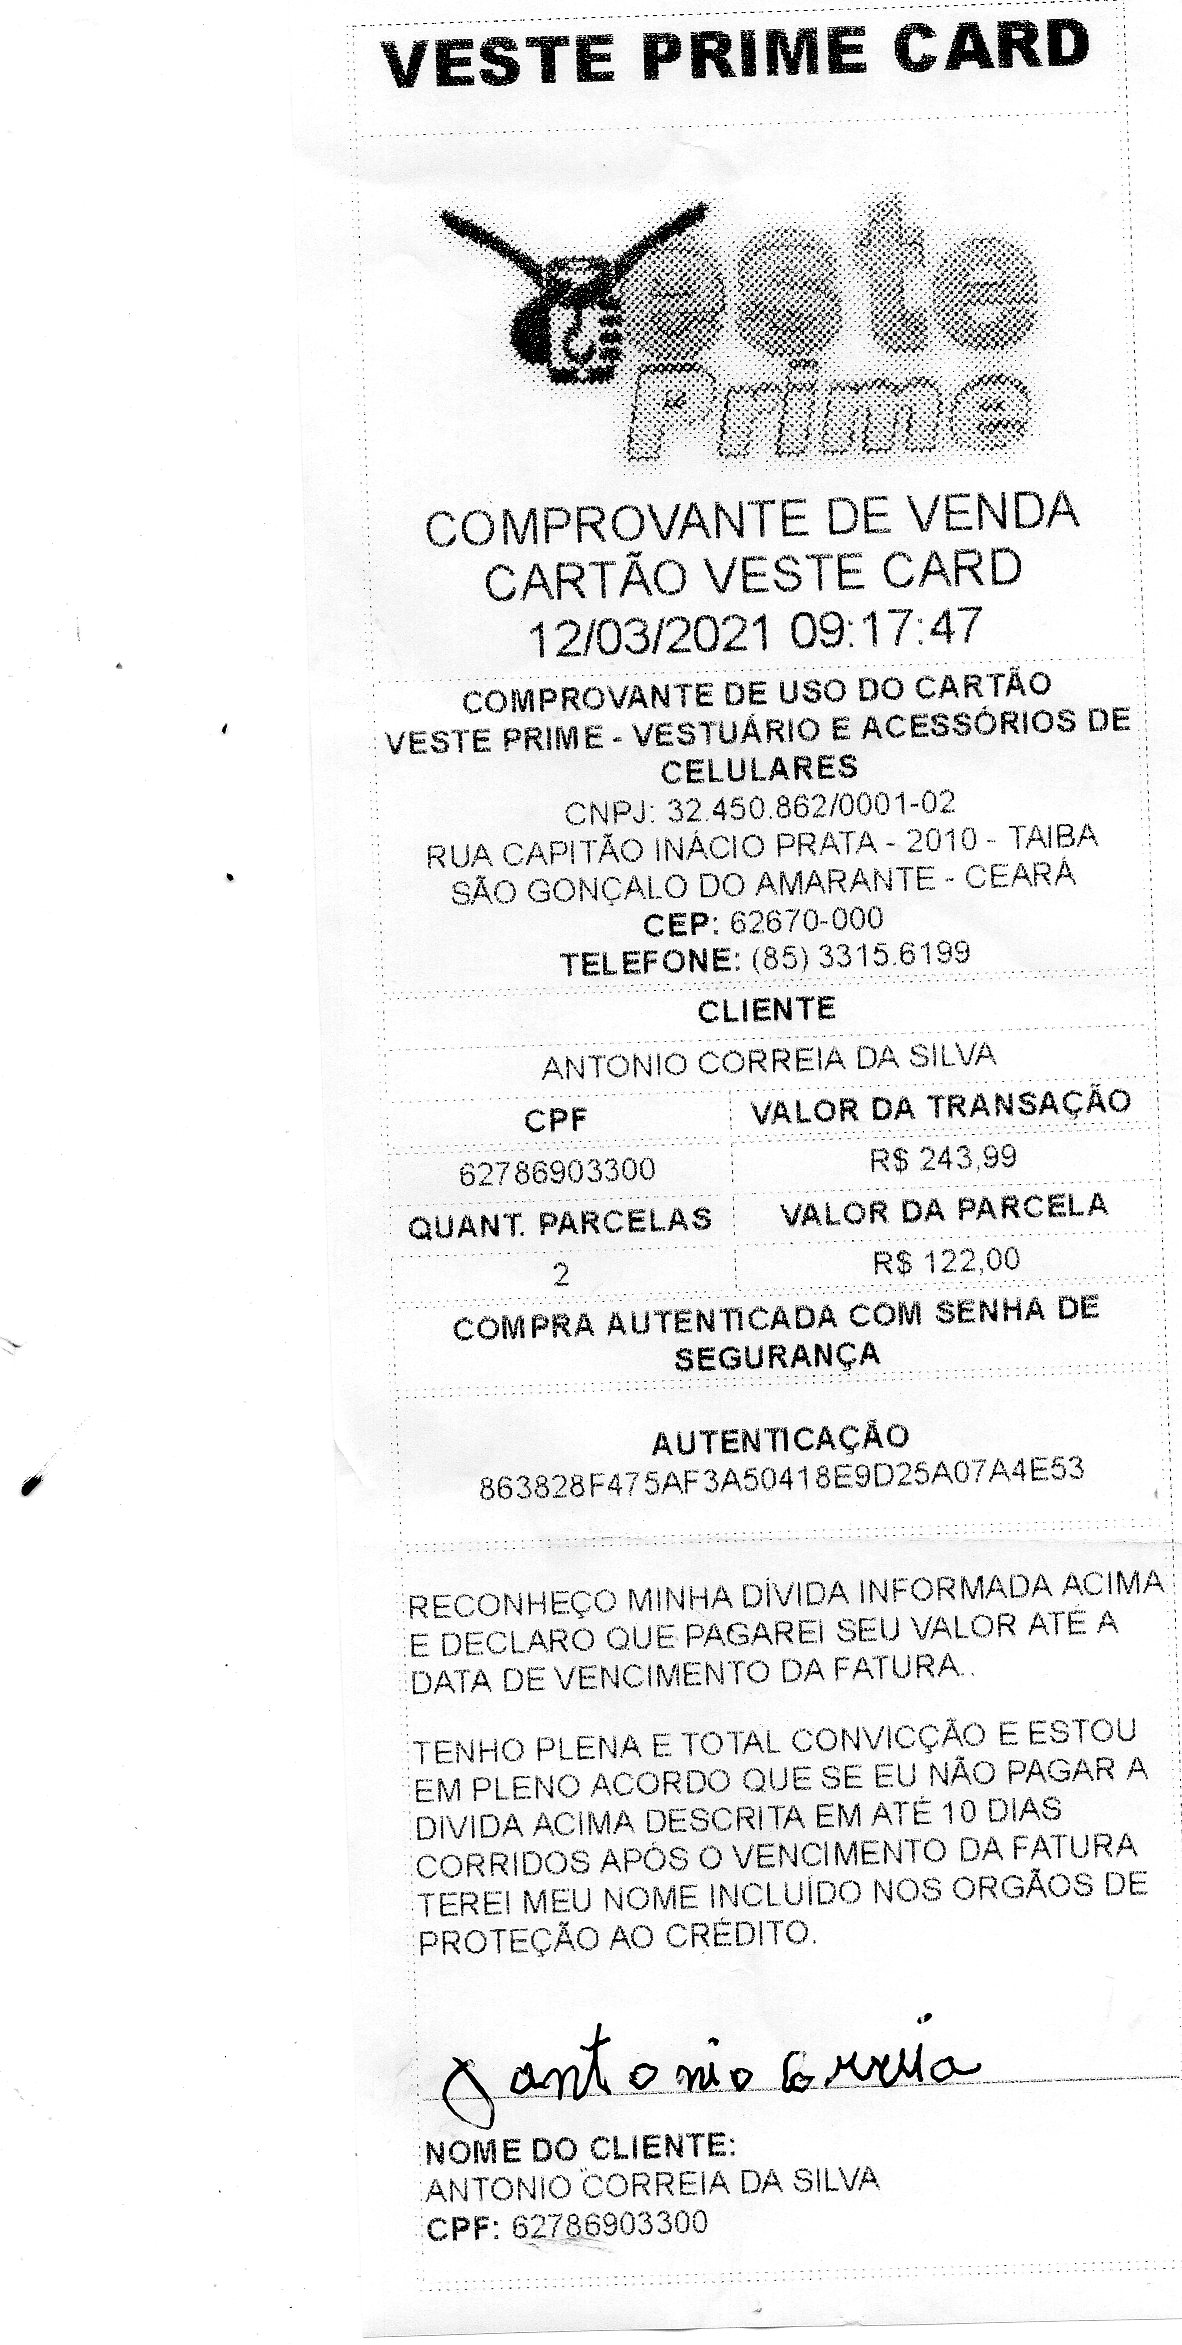 VESTE PRIME CARD
Veste
Prime
COMPROVANTE DE VENDA
CARTÃO VESTE CARD
12/03/2021 09:17:47
COMPROVANTE DE USO DO CARTÃO
VESTE PRIME - VESTUÁRIO E ACESSÓRIOS DE
CELULARES
CNPJ: 32.450.862/0001-02
RUA CAPITÃO INÁCIO PRATA - 2010 - TAIBA
SÃO GONÇALO DO AMARANTE - CEARÁ
CEP: 62670-000
TELEFONE: (85) 3315.6199
CLIENTE
ANTONIO CORREIA DA SILVA
CPF VALOR DA TRANSAÇÃO
62786903300 R$ 243,99
QUANT. PARCELAS VALOR DA PARCELA
2 R$ 122,00
COMPRA AUTENTICADA COM SENHA DE
SEGURANÇA
AUTENTICAÇÃO
863828F475AF3A50418E9D25A07A4E53
RECONHEÇO MINHA DÍVIDA INFORMADA ACIMA
E DECLARO QUE PAGAREI SEU VALOR ATÉ A
DATA DE VENCIMENTO DA FATURA..
TENHO PLENA E TOTAL CONVICÇÃO E ESTOU
EM PLENO ACORDO QUE SE EU NÃO PAGAR A
DIVIDA ACIMA DESCRITA EM ATÉ 10 DIAS
CORRIDOS APÓS O VENCIMENTO DA FATURA
TEREI MEU NOME INCLUÍDO NOS ORGÃOS DE
PROTEÇÃO AO CRÉDITO.
antonio Correia
NOME DO CLIENTE:
ANTONIO CORREIA DA SILVA
CPF: 62786903300